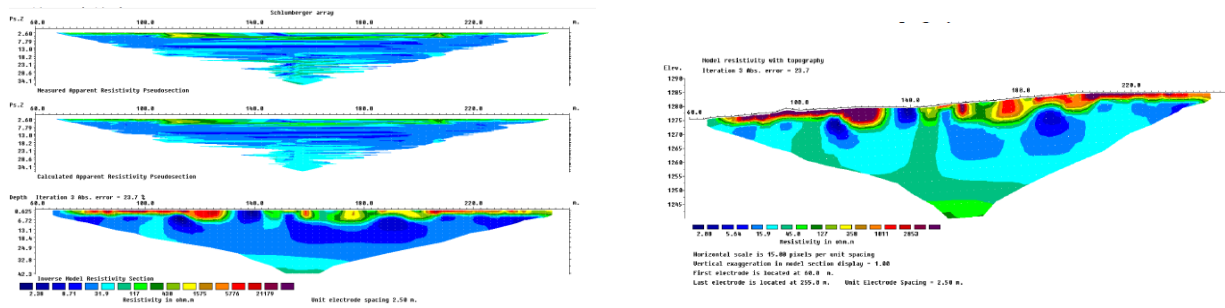 Schlumberger array
Ps.Z 60.0 100.0 140.0 180.0 220.0 m.
2.60
7.79
13.0
18.2
23.1
28.6
34.1
Measured Apparent Resistivity Pseudosection
Ps.Z 60.0 100.0 140.0 180.0 220.0 m.
2.60
7.79
13.0
18.2
23.1
28.6
34.1
Calculated Apparent Resistivity Pseudosection
Depth Iteration 3 Abs. error = 23.7 %
60.0 100.0 140.0 180.0 220.0 m.
0.625
6.72
13.1
18.0
24.9
32.8
42.3
Inverse Model Resistivity Section
2.38 8.71 31.9 117 430 1575 5776 21179
Resistivity in ohm.m Unit electrode spacing 2.50 m.
Model resistivity with topography
Iteration 3 Abs. error = 23.7
Elev.
1290
1285
1280
1275
1270
1265
1260
1255
1250
1245
60.0 100.0 140.0 180.0 220.0
2.00 5.64 15.9 45.0 127 358 1011 2853
Resistivity in ohm.m
Horizontal scale is 15.00 pixels per unit spacing
Vertical exaggeration in model section display = 1.00
First electrode is located at 60.0 m.
Last electrode is located at 255.0 m. Unit Electrode Spacing = 2.50 m.